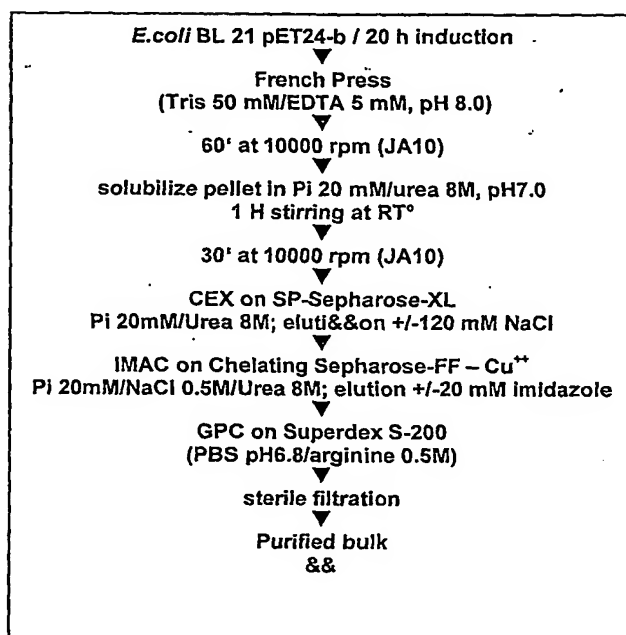 E.coli BL 21 pET24-b / 20 h induction
French Press
(Tris 50 mM/EDTA 5 mM, pH 8.0)
60' at 10000 rpm (JA10)
solubilize pellet in Pi 20 mM/urea 8M, pH7.0
1 H stirring at RT°
30' at 10000 rpm (JA10)
CEX on SP-Sepharose-XL
Pi 20mM/Urea 8M; eluti&&on +/-120 mM NaCl
IMAC on Chelating Sepharose-FF – Cu++
Pi 20mM/NaCl 0.5M/Urea 8M; elution +/-20 mM imidazole
GPC on Superdex S-200
(PBS pH6.8/arginine 0.5M)
sterile filtration
Purified bulk
&&